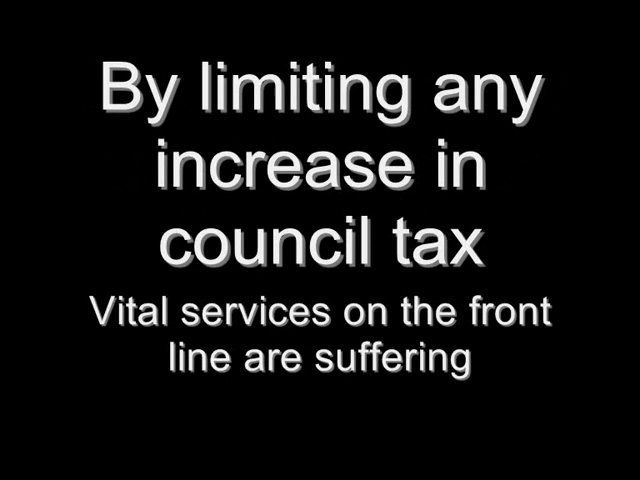 By limiting any
increase in
council tax
Vital services on the front
line are suffering